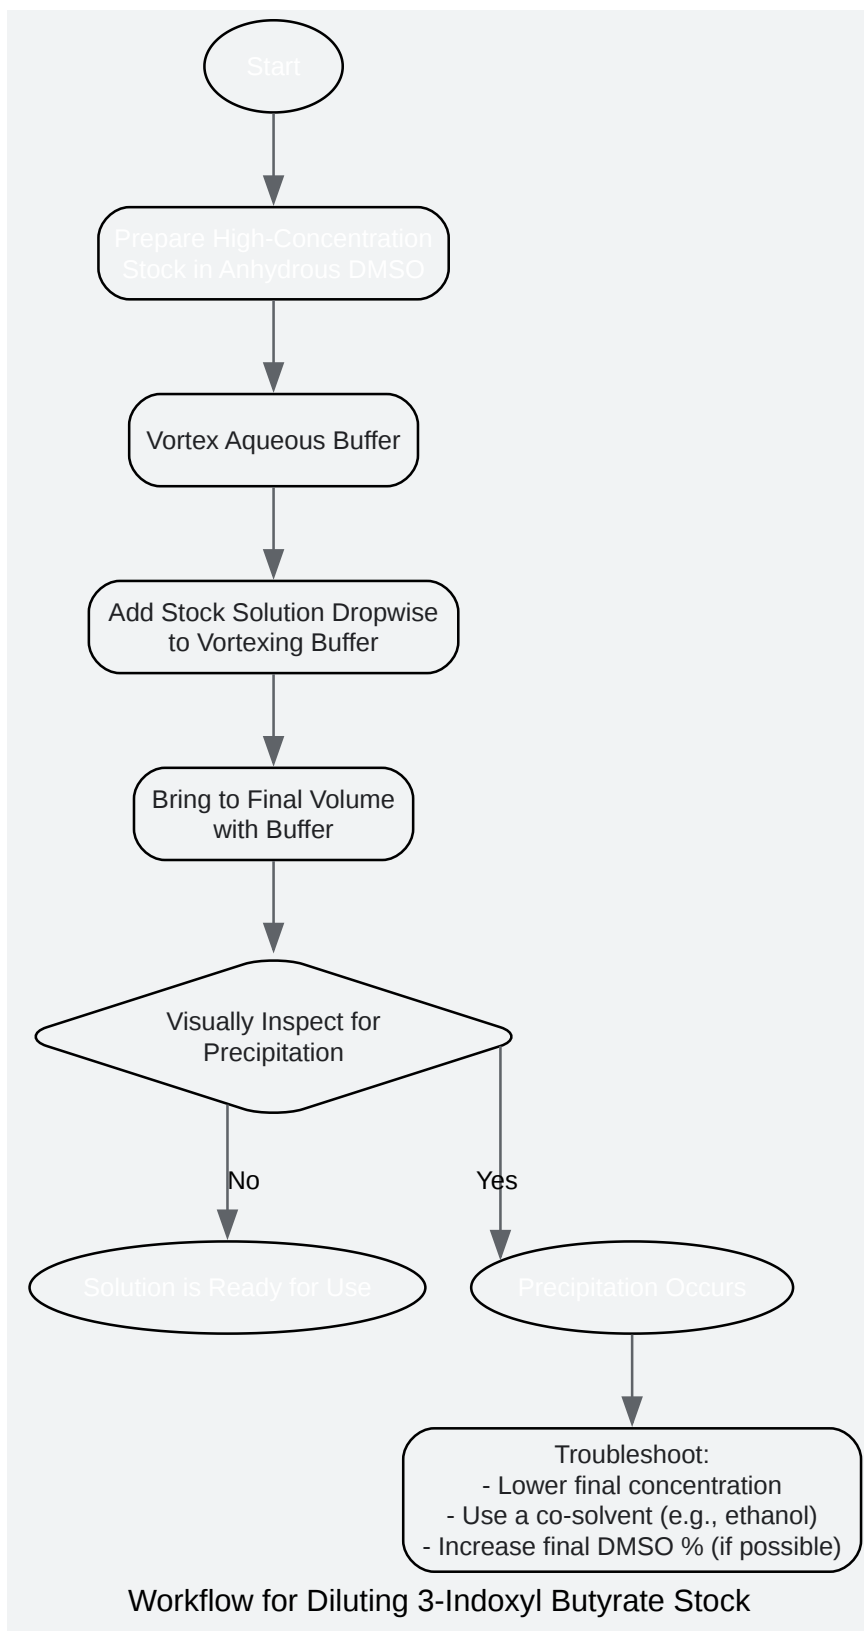 Start
Prepare High-Concentration
Stock in Anhydrous DMSO
Vortex Aqueous Buffer
Add Stock Solution Dropwise
to Vortexing Buffer
Bring to Final Volume
with Buffer
Visually Inspect for
Precipitation
No
Yes
Solution is Ready for Use
Precipitation Occurs
Troubleshoot:
- Lower final concentration
- Use a co-solvent (e.g., ethanol)
- Increase final DMSO % (if possible)
Workflow for Diluting 3-Indoxyl Butyrate Stock